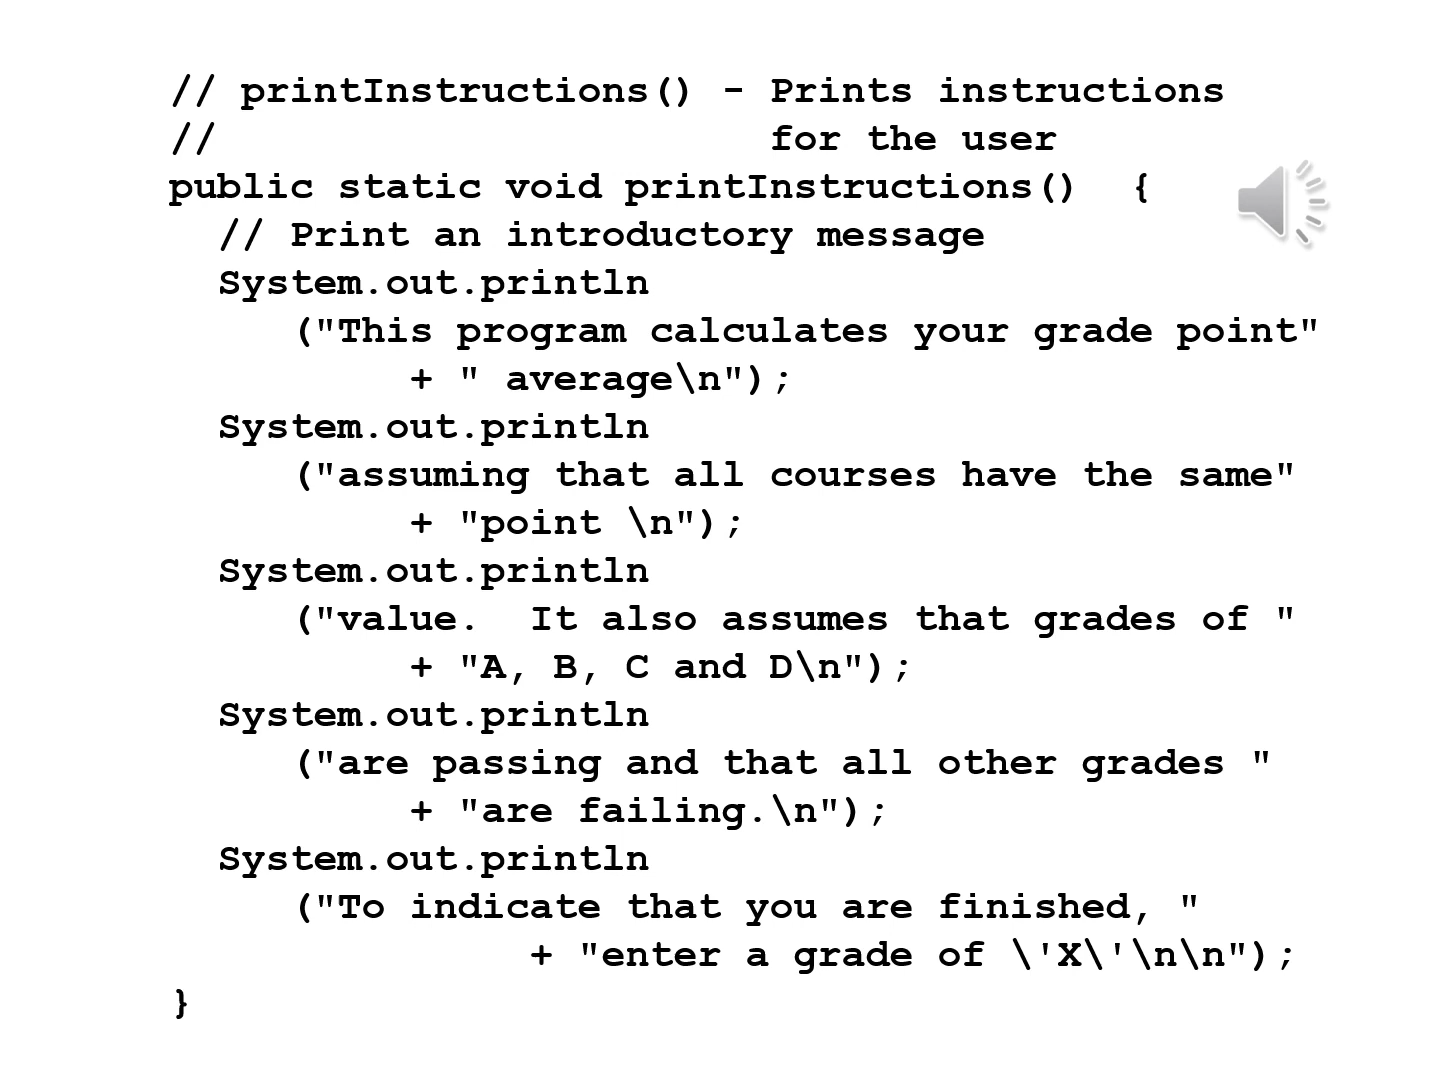 // printInstructions() - Prints instructions
//                       for the user
public static void printInstructions()  {
  // Print an introductory message
  System.out.println
     ("This program calculates your grade point"
          + " average\n");
  System.out.println
     ("assuming that all courses have the same"
          + "point \n");
  System.out.println
     ("value.  It also assumes that grades of "
          + "A, B, C and D\n");
  System.out.println
     ("are passing and that all other grades "
          + "are failing.\n");
  System.out.println
     ("To indicate that you are finished, "
               + "enter a grade of \'X\'\n\n");
}